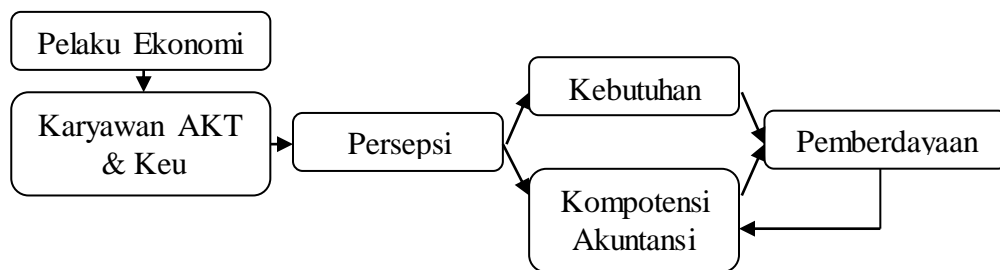 Pelaku Ekonomi
Karyawan AKT
& Keu
Persepsi
Kebutuhan
Kompotensi
Akuntansi
Pemberdayaan